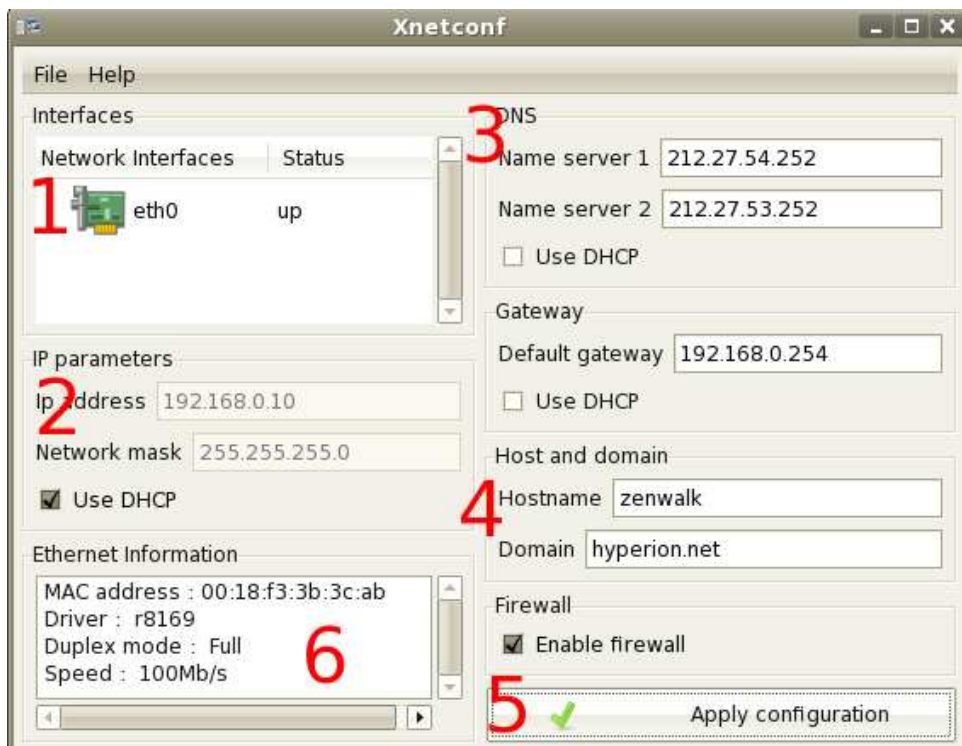 Xnetconf
File Help
Interfaces
Network Interfaces Status
1
eth0 up
IP parameters
2
Ip address 192.168.0.10
Network mask 255.255.255.0
Use DHCP
Ethernet Information
MAC address : 00:18:f3:3b:3c:ab
Driver : r8169
Duplex mode : Full
Speed : 100Mb/s
6
3
DNS
Name server 1 212.27.54.252
Name server 2 212.27.53.252
Use DHCP
Gateway
Default gateway 192.168.0.254
Use DHCP
Host and domain
4
Hostname zenwalk
Domain hyperion.net
Firewall
Enable firewall
5
Apply configuration